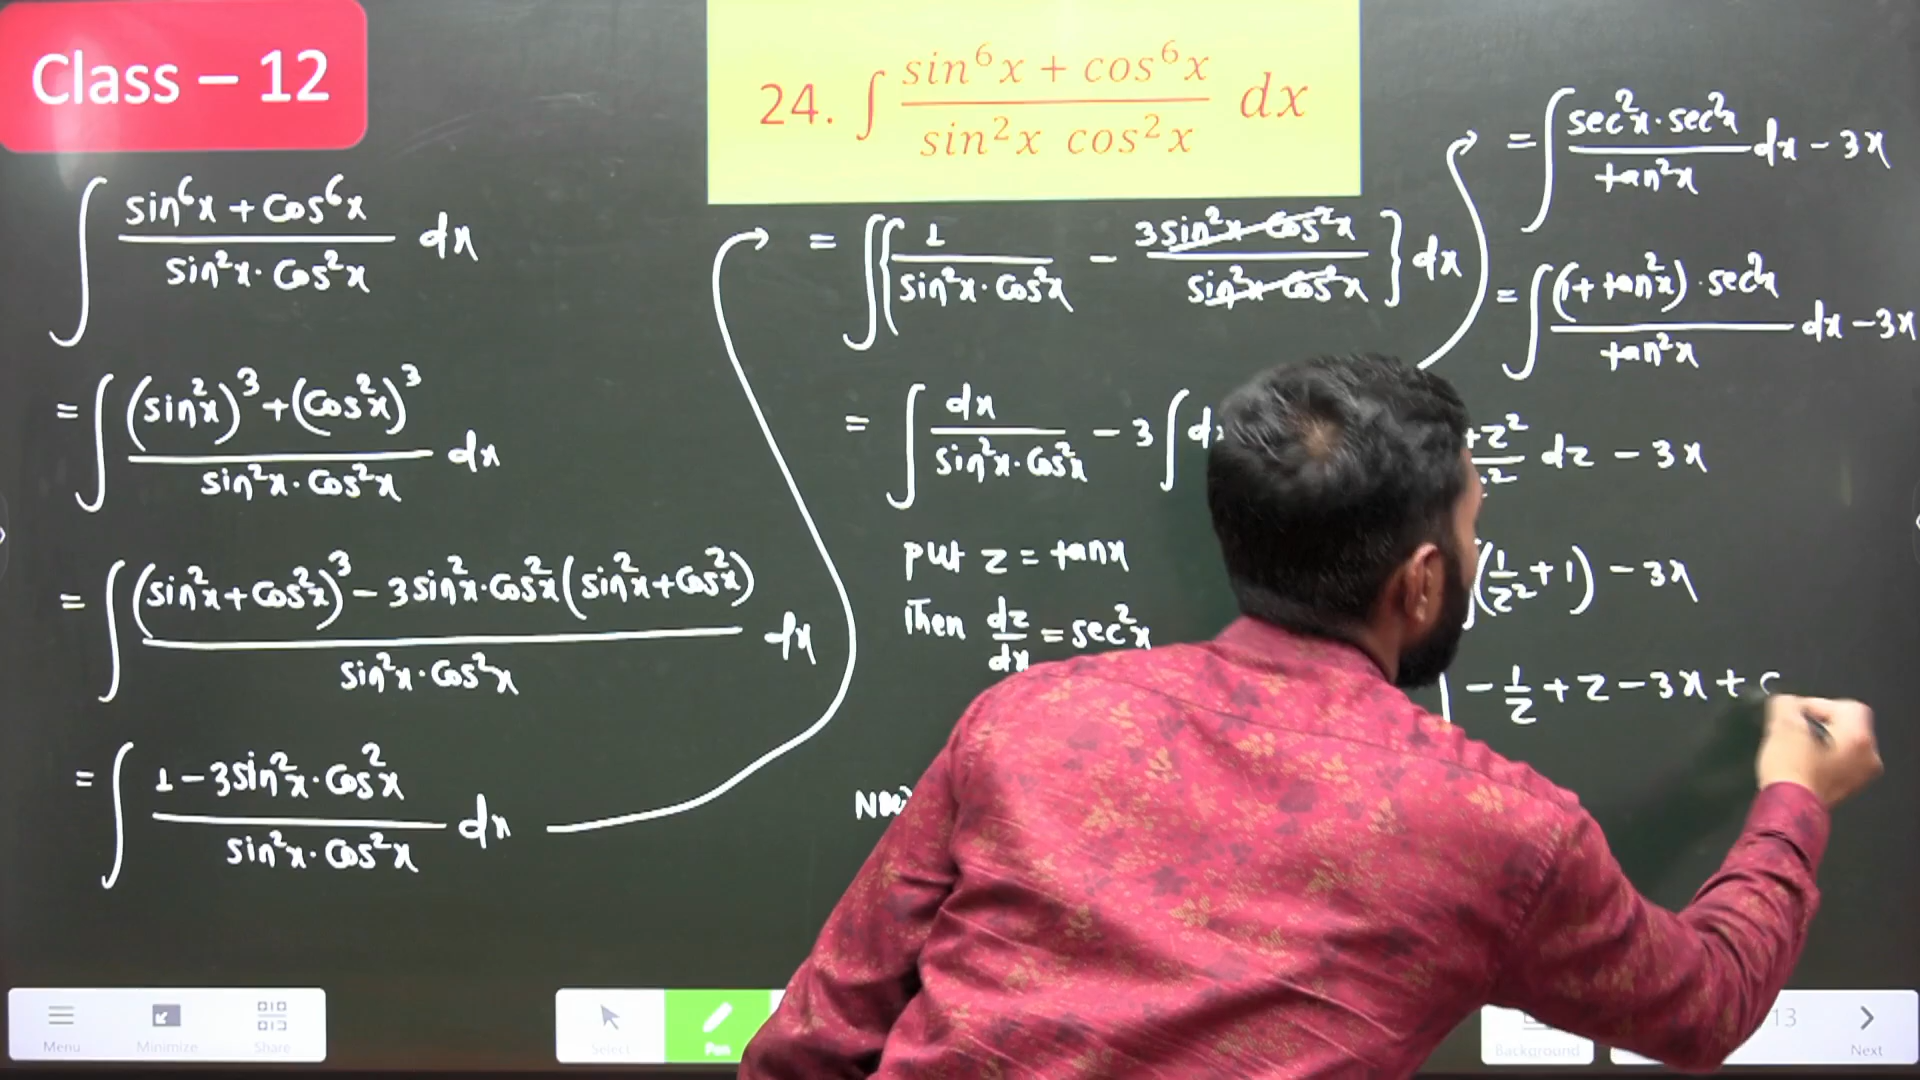 Class – 12
24. ∫ (sin⁶x + cos⁶x)/(sin²x cos²x) dx
∫ (sin⁶x + cos⁶x)/(sin²x · cos²x) dx
= ∫ ((sin²x)³ + (cos²x)³)/(sin²x · cos²x) dx
= ∫ ((sin²x + cos²x)³ – 3sin²x · cos²x (sin²x + cos²x))/(sin²x · cos²x) dx
= ∫ (1 – 3sin²x · cos²x)/(sin²x · cos²x) dx
= ∫ { 1/(sin²x · cos²x) – (3sin²x cos²x)/(sin²x cos²x) } dx
= ∫ dx/(sin²x · cos²x) – 3 ∫
put z = tanx
Then dz/dx = sec²x
= ∫ (sec²x · sec²x)/(tan²x) dx – 3x
= ∫ ((1 + tan²x) · sec²x)/(tan²x) dx – 3x
+z² dz – 3x
(1/z² + 1) – 3x
– 1/z + z – 3x +
Menu
Minimize
Share
Select
Pen
Background
13
Next